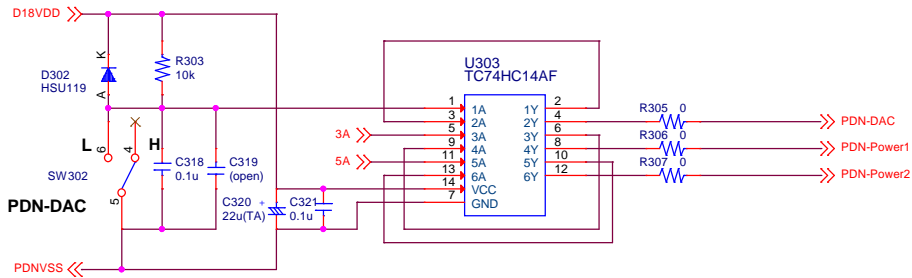 D18VDD
K
D302
HSU119
A
R303
10k
L
6
4
H
SW302
5
PDN-DAC
C318
0.1u
C319
(open)
C320
+
22u(TA)
C321
0.1u
PDNVSS
3A
5A
U303
TC74HC14AF
1 1A 1Y 2
3 2A 2Y 4
5 3A 3Y 6
9 4A 4Y 8
11 5A 5Y 10
13 6A 6Y 12
14 VCC
7 GND
R305 0
PDN-DAC
R306 0
PDN-Power1
R307 0
PDN-Power2